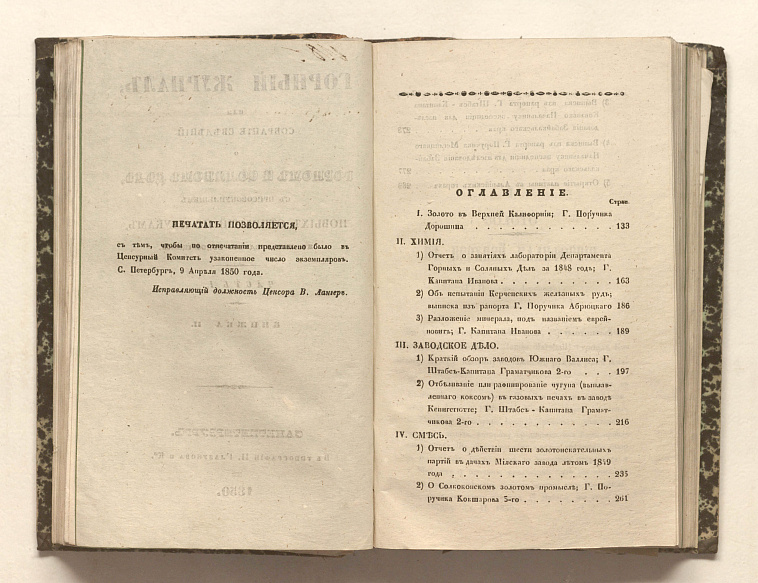 ПЕЧАТАТЬ ПОЗВОЛЯЕТСЯ,
съ тѣмъ, чтобы по отпечатаніи представлено было въ
Ценсурный Комитетъ узаконенное число экземпляровъ.
С. Петербургъ, 9 Апрѣля 1850 года.
Исправляющій должность Ценсора В. Лангеръ.
ОГЛАВЛЕНІЕ.
Стран.
I. Золото въ Верхней Калифорніи; Г. Поручика
Дорошина . . . . . . . . . . . . . 133
II. ХИМІЯ.
1) Отчетъ о занятіяхъ лабораторіи Департамента
Горныхъ и Соляныхъ Дѣлъ за 1848 годъ; Г.
Капитана Иванова . . . . . . . . . . 163
2) Объ испытаніи Керченскихъ желѣзныхъ рудъ;
выписка изъ рапорта Г. Поручика Абрюцкаго 186
3) Разложеніе минерала, подъ названіемъ еврей-
новитъ; Г. Капитана Иванова . . . . . . . 189
III. ЗАВОДСКОЕ ДѢЛО.
1) Краткій обзоръ заводовъ Южнаго Валлиса; Г.
Штабсъ-Капитана Граматчикова 2-го . . . . 197
2) Отбѣливаніе или рафинированіе чугуна (выплав-
леннаго коксомъ) въ газовыхъ печахъ въ заводѣ
Кенигсгютте; Г. Штабсъ-Капитана Грамат-
чикова 2-го . . . . . . . . . . . . 216
IV. СМѢСЬ.
1) Отчетъ о дѣйствіи шести золотоискательныхъ
партій въ дачахъ Міясскаго завода лѣтомъ 1849
года . . . . . . . . . . . . . . 235
2) О Солкоконскомъ золотомъ промыслѣ; Г. По-
ручика Кокшарова 3-го . . . . . . . . . 261